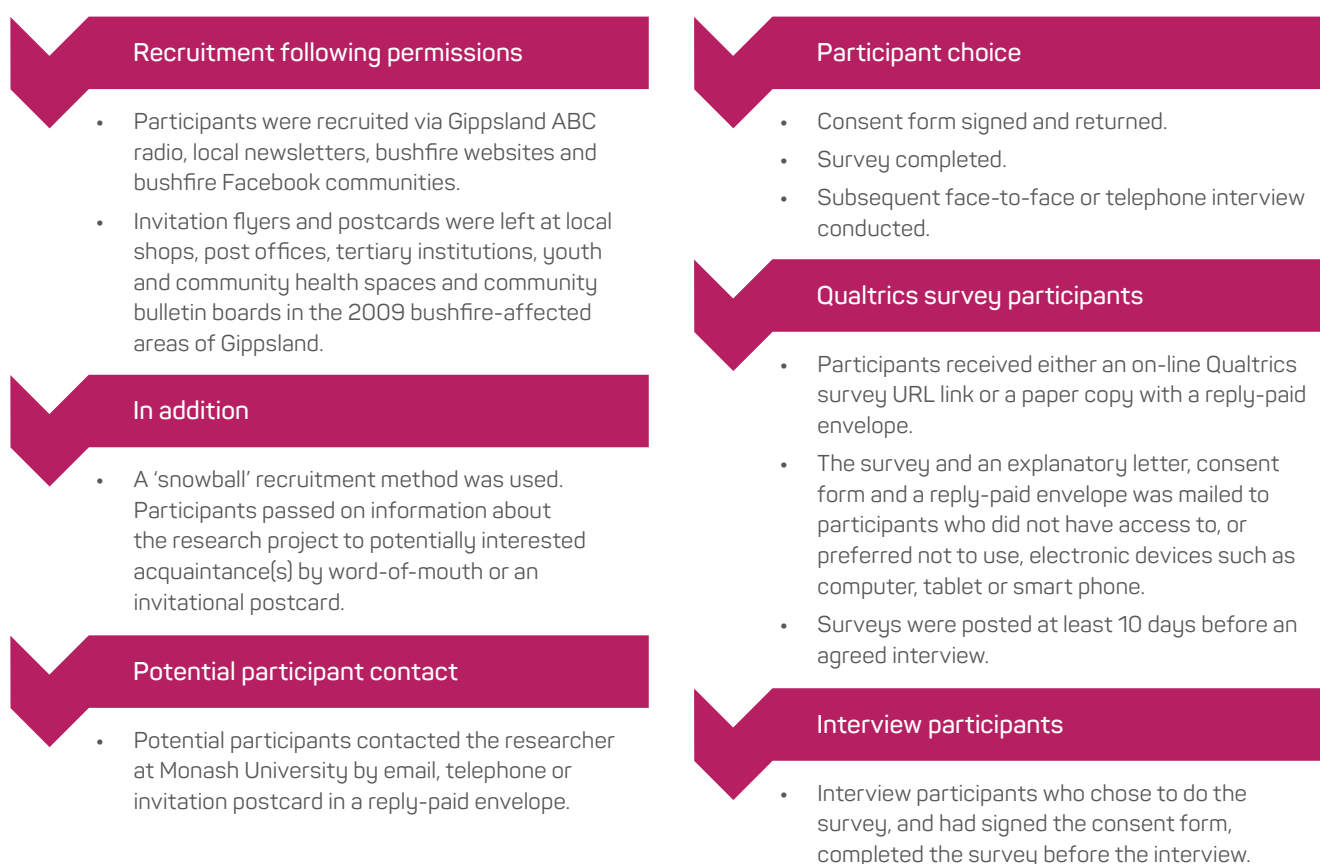 Recruitment following permissions
• Participants were recruited via Gippsland ABC
radio, local newsletters, bushfire websites and
bushfire Facebook communities.
• Invitation flyers and postcards were left at local
shops, post offices, tertiary institutions, youth
and community health spaces and community
bulletin boards in the 2009 bushfire-affected
areas of Gippsland.
In addition
• A ‘snowball’ recruitment method was used.
Participants passed on information about
the research project to potentially interested
acquaintance(s) by word-of-mouth or an
invitational postcard.
Potential participant contact
• Potential participants contacted the researcher
at Monash University by email, telephone or
invitation postcard in a reply-paid envelope.
Participant choice
• Consent form signed and returned.
• Survey completed.
• Subsequent face-to-face or telephone interview
conducted.
Qualtrics survey participants
• Participants received either an on-line Qualtrics
survey URL link or a paper copy with a reply-paid
envelope.
• The survey and an explanatory letter, consent
form and a reply-paid envelope was mailed to
participants who did not have access to, or
preferred not to use, electronic devices such as
computer, tablet or smart phone.
• Surveys were posted at least 10 days before an
agreed interview.
Interview participants
• Interview participants who chose to do the
survey, and had signed the consent form,
completed the survey before the interview.